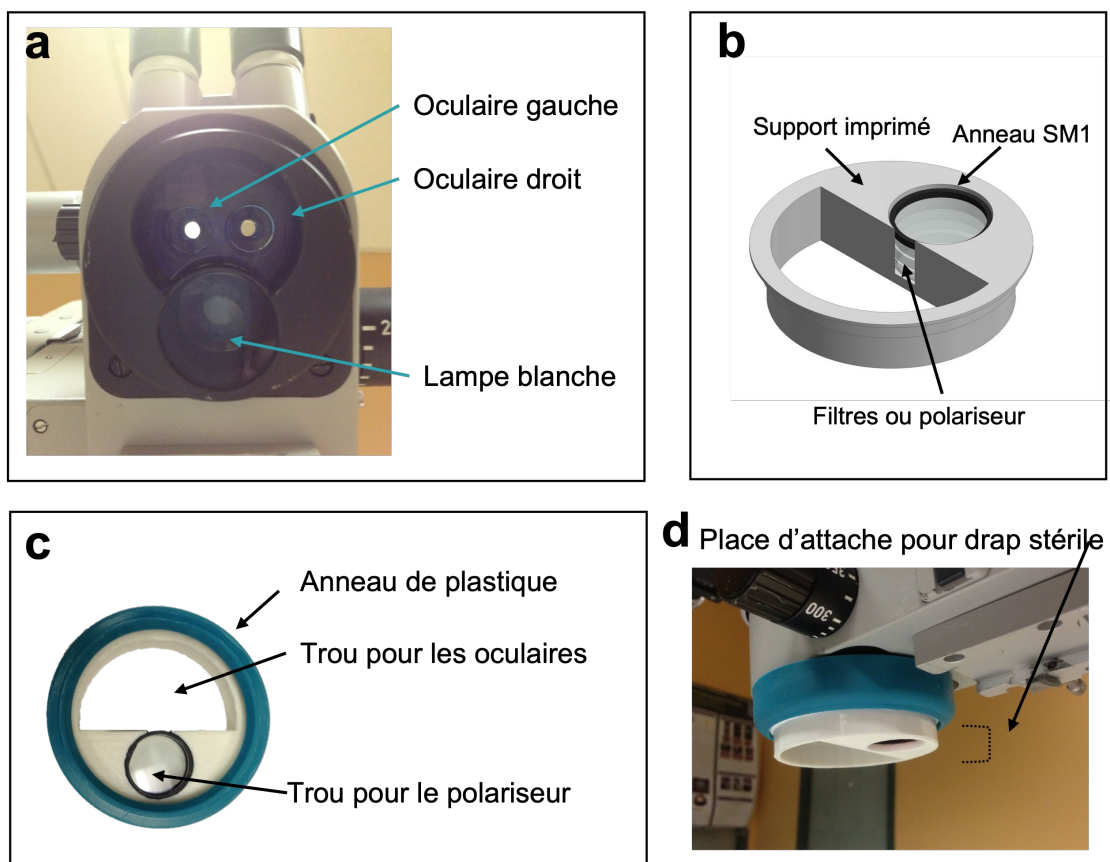 a
Oculaire gauche
Oculaire droit
Lampe blanche
2
b
Support imprimé
Anneau SM1
Filtres ou polariseur
c
Anneau de plastique
Trou pour les oculaires
Trou pour le polariseur
d
Place d'attache pour drap stérile
300